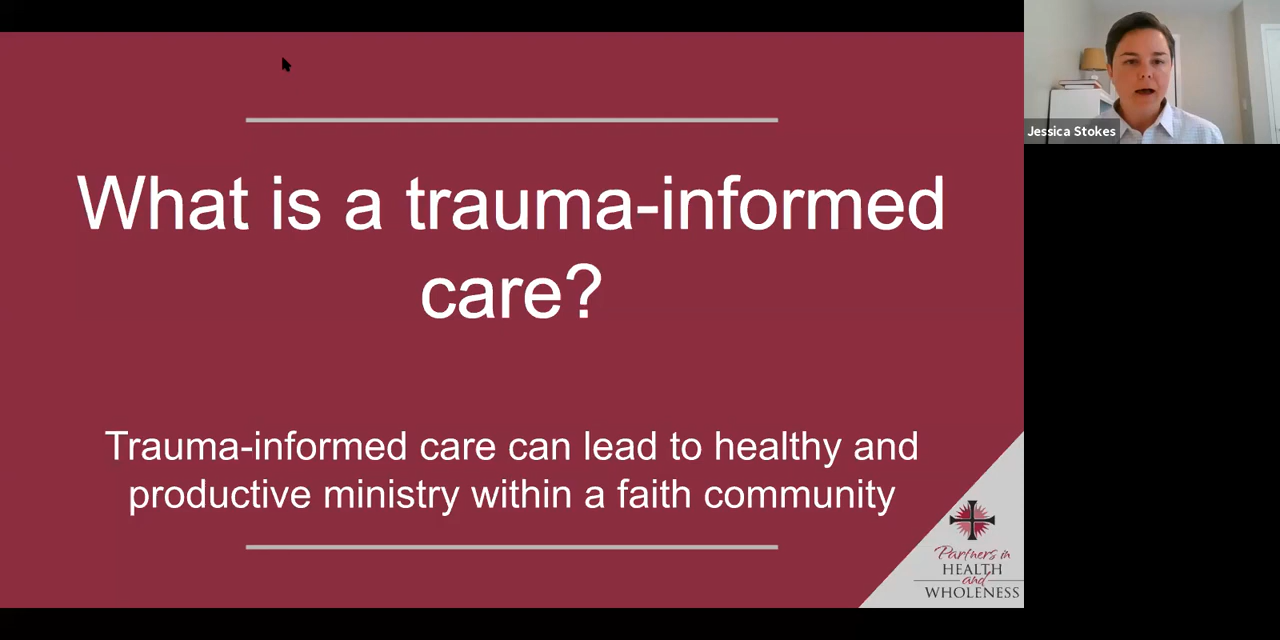 What is a trauma-informed
care?
Trauma-informed care can lead to healthy and
productive ministry within a faith community
Partners in
HEALTH
and
WHOLENESS
Jessica Stokes